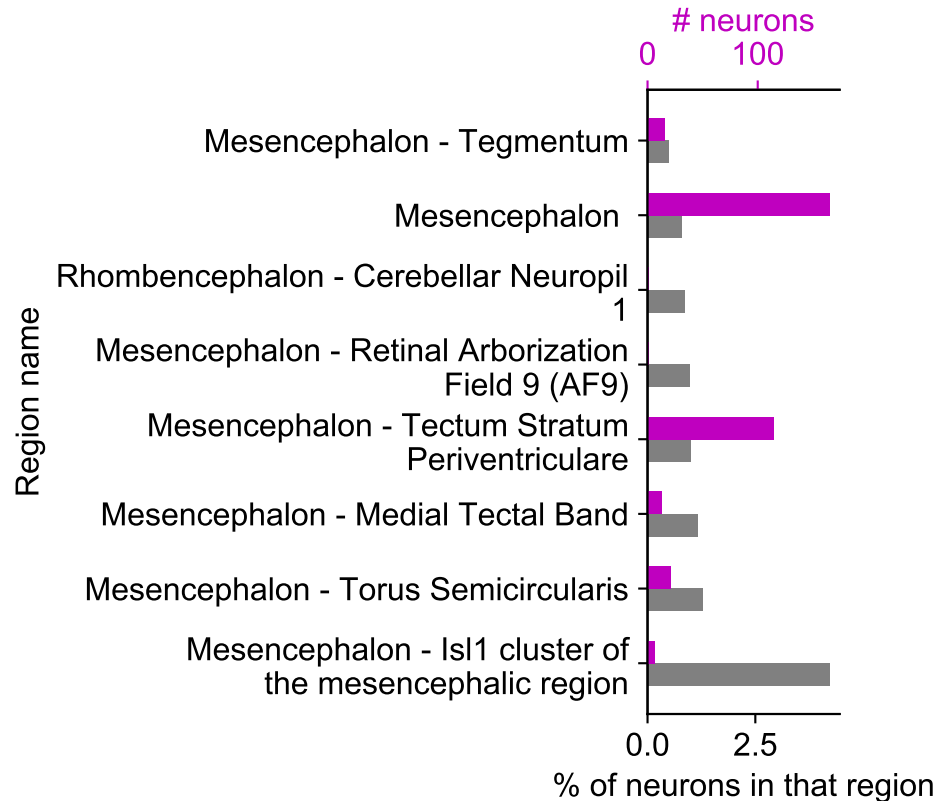 # neurons
0 100
Mesencephalon - Tegmentum
Mesencephalon
Rhombencephalon - Cerebellar Neuropil
1
Mesencephalon - Retinal Arborization
Field 9 (AF9)
Mesencephalon - Tectum Stratum
Periventriculare
Mesencephalon - Medial Tectal Band
Mesencephalon - Torus Semicircularis
Mesencephalon - Isl1 cluster of
the mesencephalic region
Region name
0.0 2.5
% of neurons in that region